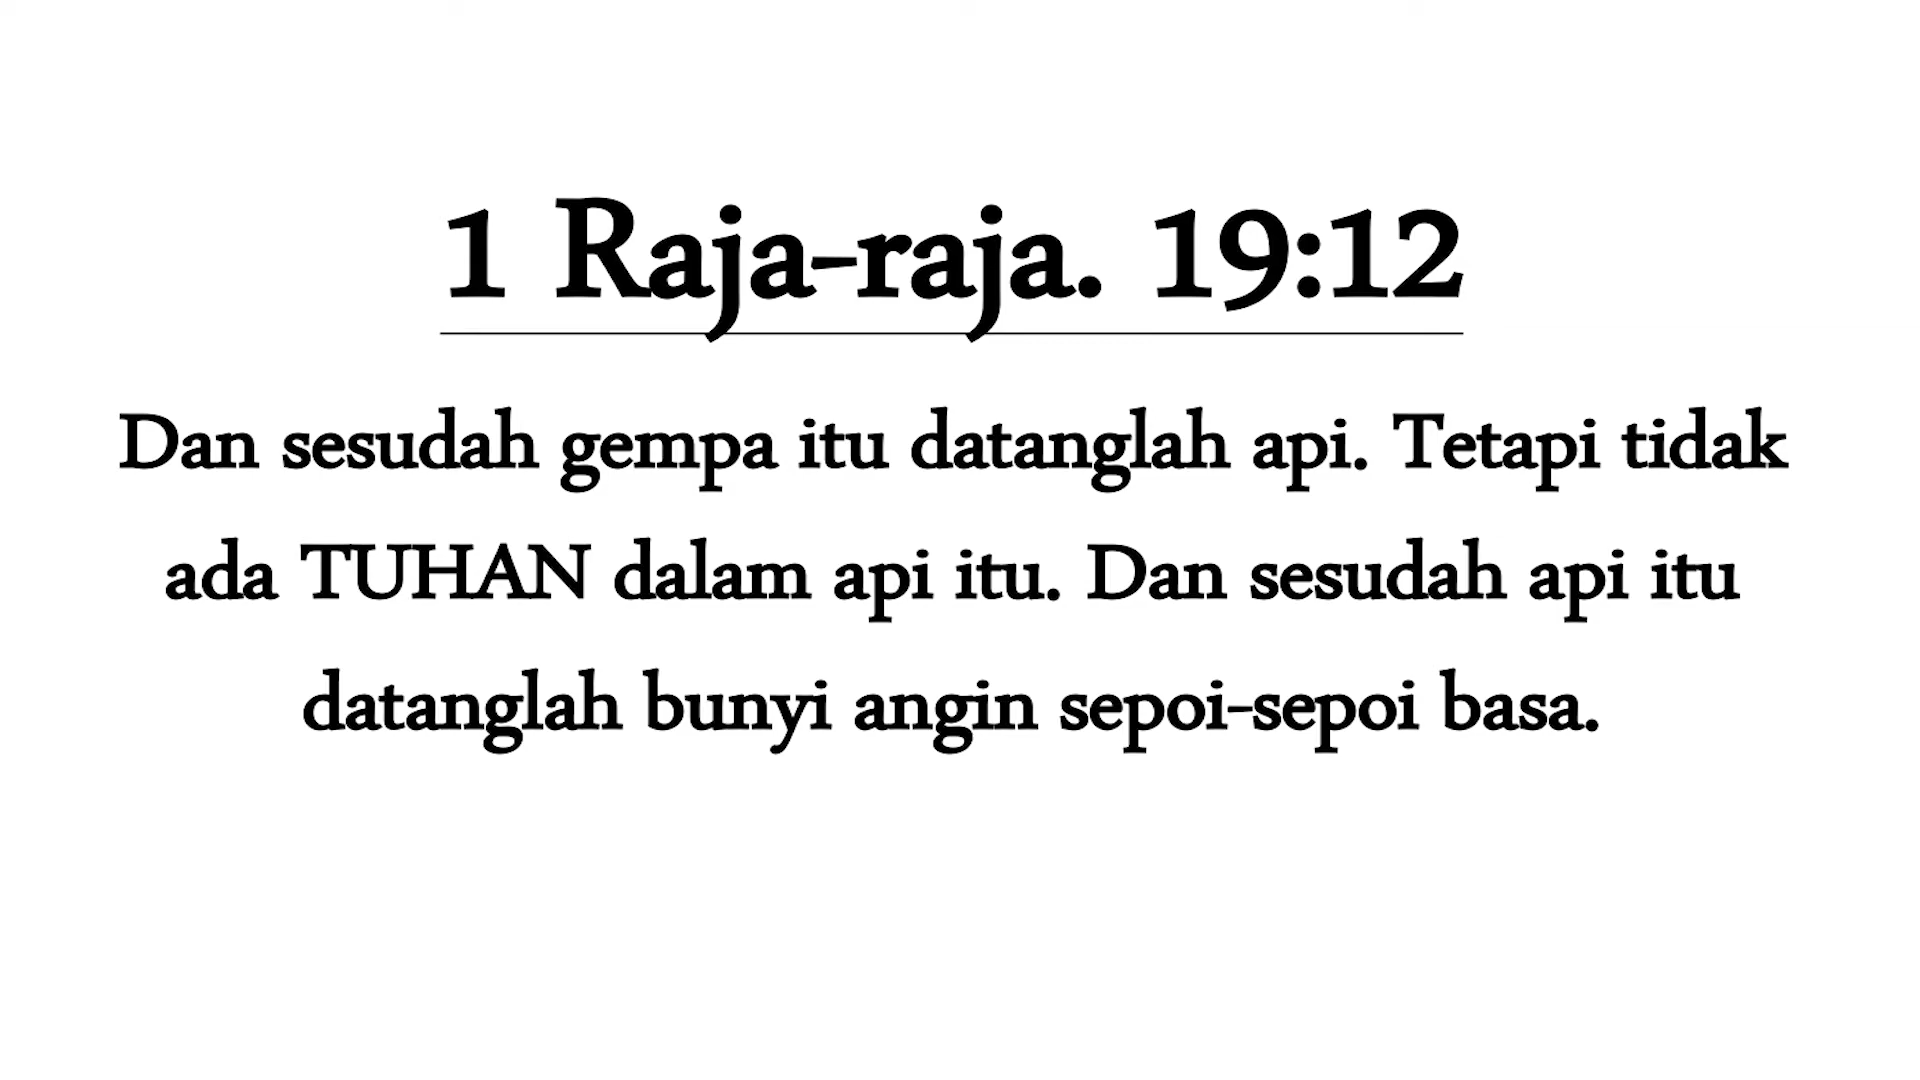 1 Raja-raja. 19:12
Dan sesudah gempa itu datanglah api. Tetapi tidak
ada TUHAN dalam api itu. Dan sesudah api itu
datanglah bunyi angin sepoi-sepoi basa.